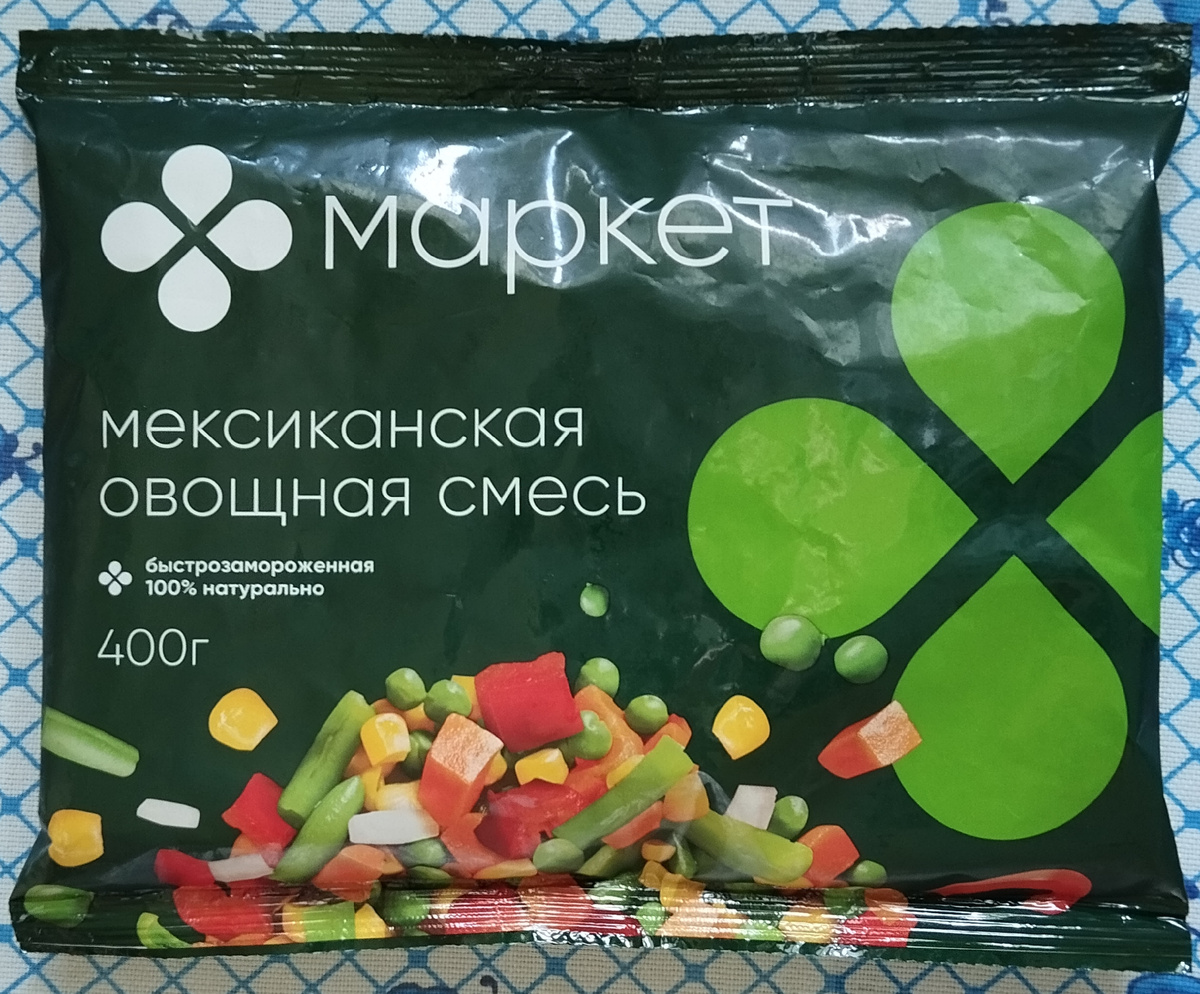 маркет
мексиканская
овощная смесь
быстрозамороженная
100% натурально
400г